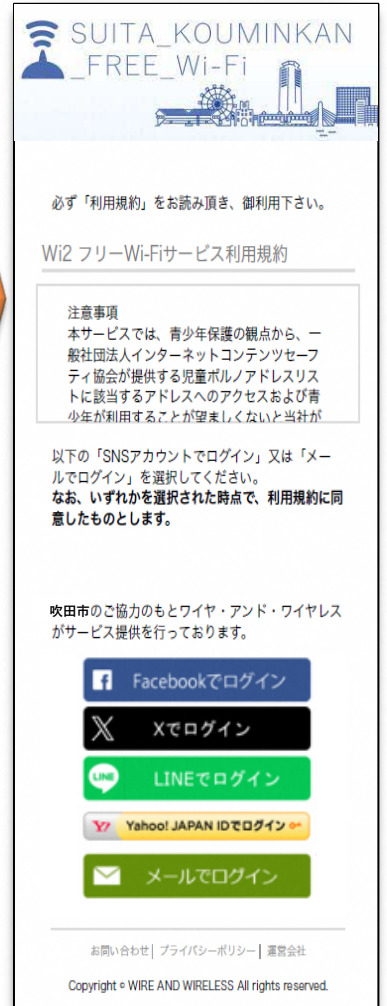 SUITA_KOUMINKAN
_FREE_Wi-Fi
必ず「利用規約」をお読み頂き、御利用下さい。
Wi2 フリーWi-Fiサービス利用規約
注意事項
本サービスでは、青少年保護の観点から、一
般社団法人インターネットコンテンツセーフ
ティ協会が提供する児童ポルノアドレスリス
トに該当するアドレスへのアクセスおよび青
少年が利用することが望ましくないと当社が
以下の「SNSアカウントでログイン」又は「メー
ルでログイン」を選択してください。
なお、いずれかを選択された時点で、利用規約に同
意したものとします。
吹田市のご協力のもとワイヤ・アンド・ワイヤレス
がサービス提供を行っております。
Facebookでログイン
Xでログイン
LINE LINEでログイン
Y! Yahoo! JAPAN IDでログイン
メールでログイン
お問い合わせ| プライバシーポリシー| 運営会社
Copyright © WIRE AND WIRELESS All rights reserved.